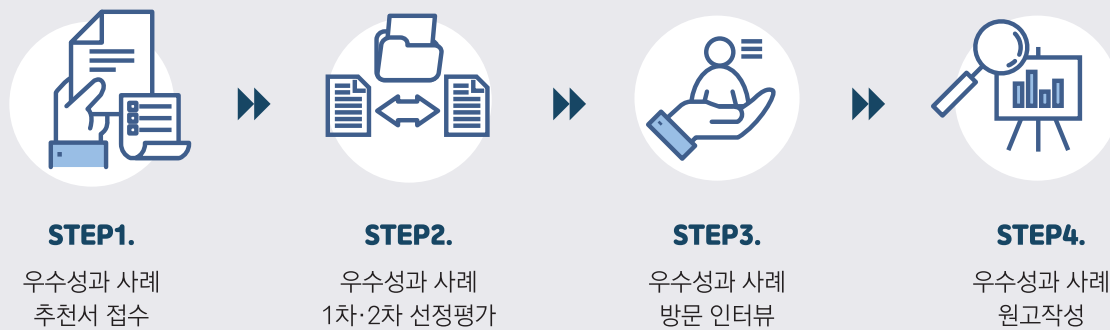 STEP1.
우수성과 사례
추천서 접수
STEP2.
우수성과 사례
1차·2차 선정평가
STEP3.
우수성과 사례
방문 인터뷰
STEP4.
우수성과 사례
원고작성